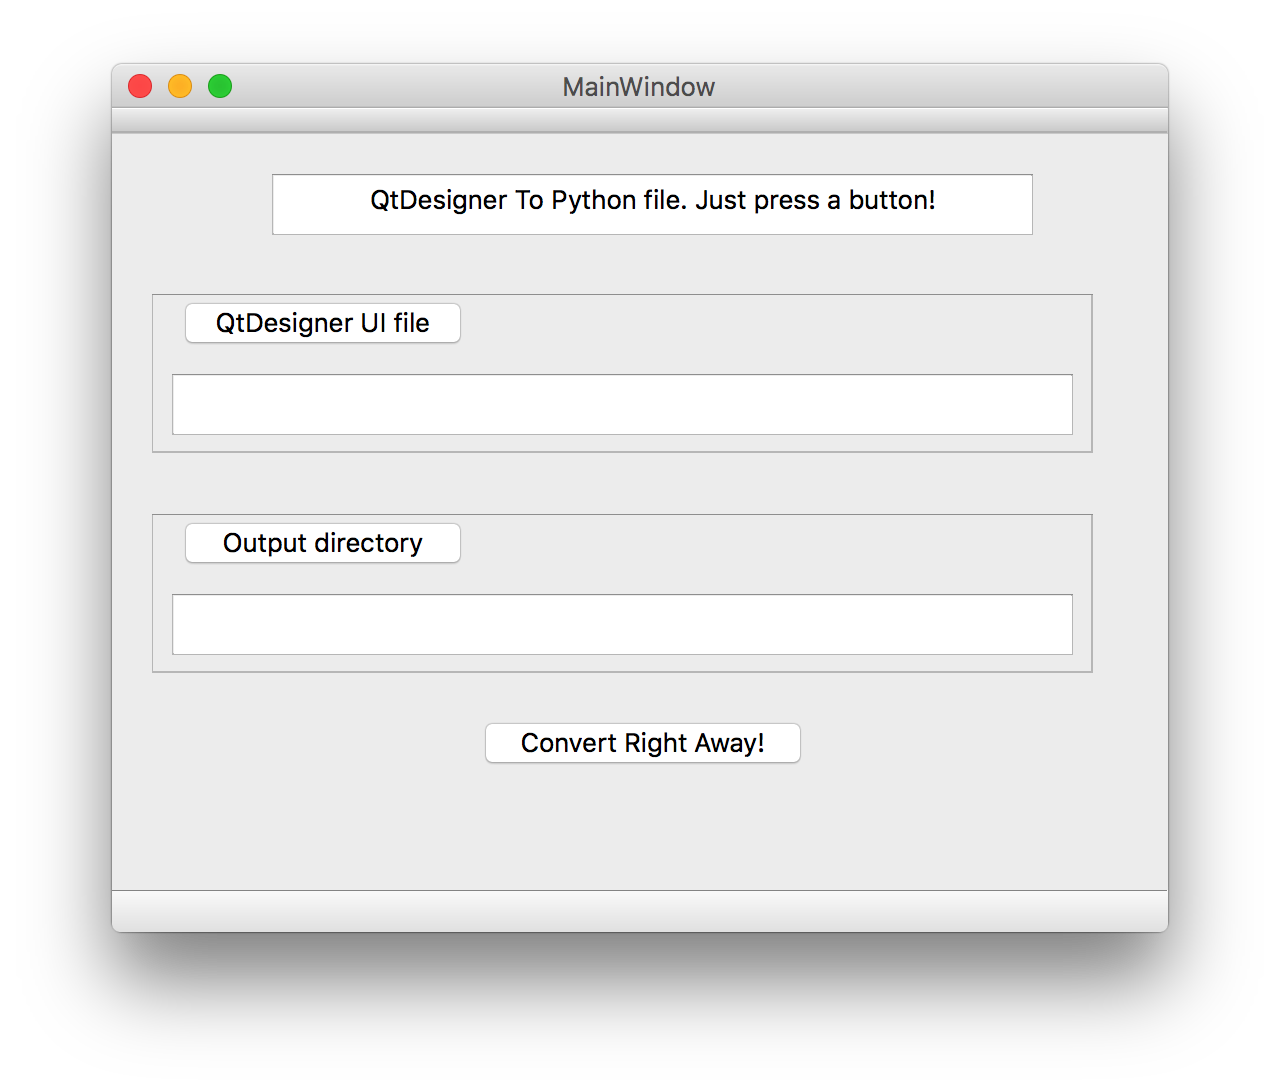 MainWindow
QtDesigner To Python file. Just press a button!
QtDesigner UI file
Output directory
Convert Right Away!